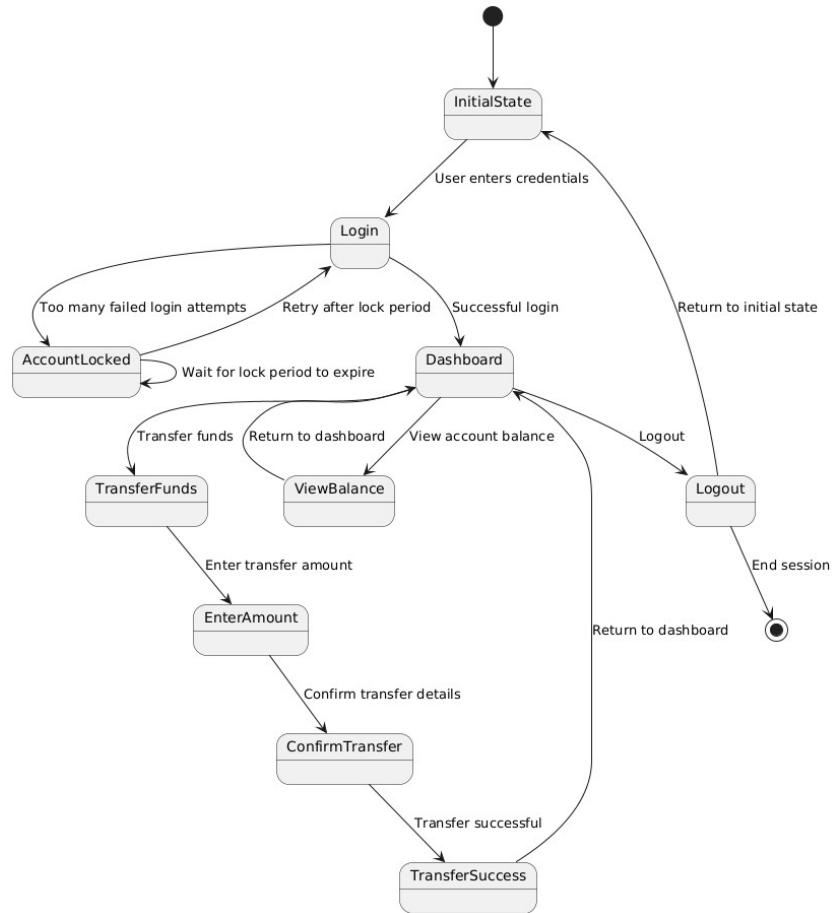 InitialState
User enters credentials
Login
Too many failed login attempts
Retry after lock period
Successful login
Return to initial state
AccountLocked
Wait for lock period to expire
Dashboard
Transfer funds
Return to dashboard
View account balance
Logout
TransferFunds
ViewBalance
Logout
Enter transfer amount
End session
EnterAmount
Return to dashboard
Confirm transfer details
ConfirmTransfer
Transfer successful
TransferSuccess